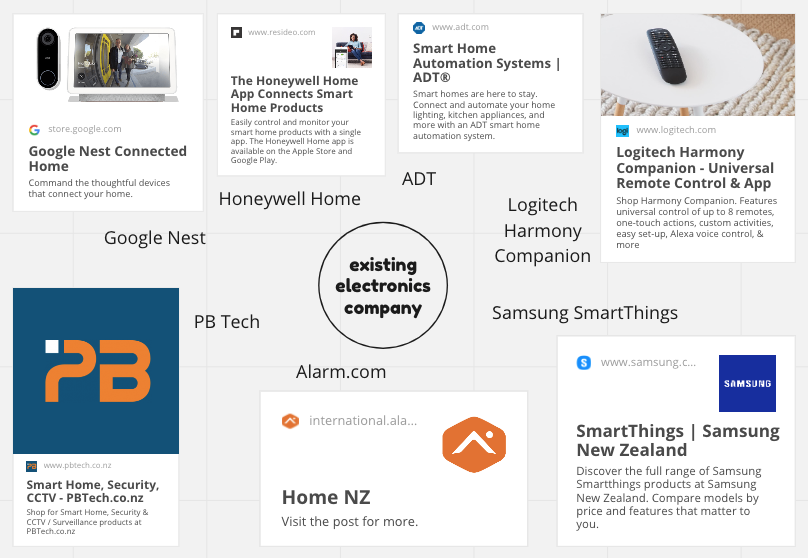 store.google.com
Google Nest Connected
Home
Command the thoughtful devices
that connect your home.
www.resideo.com
The Honeywell Home
App Connects Smart
Home Products
Easily control and monitor your
smart home products with a single
app. The Honeywell Home app is
available on the Apple Store and
Google Play.
ADT
www.adt.com
Smart Home
Automation Systems |
ADT®
Smart homes are here to stay.
Connect and automate your home
lighting, kitchen appliances, and
more with an ADT smart home
automation system.
logi
www.logitech.com
Logitech Harmony
Companion - Universal
Remote Control & App
Shop Harmony Companion. Features
universal control of up to 8 remotes,
one-touch actions, custom activities,
easy set-up, Alexa voice control, &
more
Google Nest
Honeywell Home
ADT
Logitech
Harmony
Companion
existing
electronics
company
PB Tech
Alarm.com
Samsung SmartThings
PB
PB
www.pbtech.co.nz
Smart Home, Security,
CCTV - PBTech.co.nz
Shop for Smart Home, Security &
CCTV / Surveillance products at
PBTech.co.nz
international.ala...
Home NZ
Visit the post for more.
S
www.samsung.c...
SAMSUNG
SmartThings | Samsung
New Zealand
Discover the full range of Samsung
Smartthings products at Samsung
New Zealand. Compare models by
price and features that matter to
you.